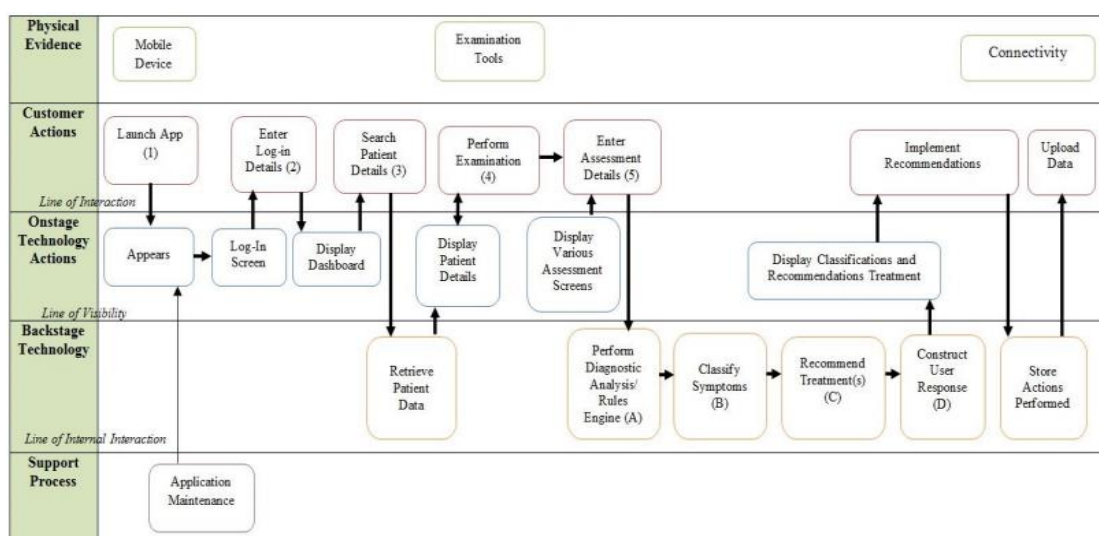 Physical
Evidence
Mobile
Device
Examination
Tools
Connectivity
Customer
Actions
Launch App
(1)
Enter
Log-in
Details (2)
Search
Patient
Details (3)
Perform
Examination
(4)
Enter
Assessment
Details (5)
Implement
Recommendations
Upload
Data
Line of Interaction
Onstage
Technology
Actions
Appears
Log-In
Screen
Display
Dashboard
Display
Patient
Details
Display
Various
Assessment
Screens
Display Classifications and
Recommendations Treatment
Line of Visibility
Backstage
Technology
Retrieve
Patient
Data
Perform
Diagnostic
Analysis/
Rules
Engine (A)
Classify
Symptoms
(B)
Recommend
Treatment(s)
(C)
Construct
User
Response
(D)
Store
Actions
Performed
Line of Internal Interaction
Support
Process
Application
Maintenance